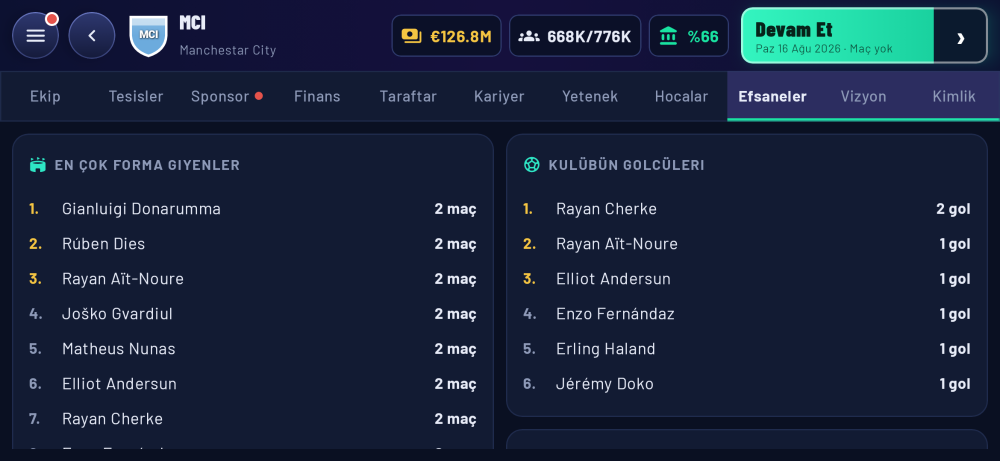 MCI
MCI
Manchestar City
€126.8M
668K/776K
%66
Devam Et
Paz 16 Ağu 2026 · Maç yok
Ekip
Tesisler
Sponsor
Finans
Taraftar
Kariyer
Yetenek
Hocalar
Efsaneler
Vizyon
Kimlik
EN ÇOK FORMA GIYENLER
1. Gianluigi Donarumma 2 maç
2. Rúben Dies 2 maç
3. Rayan Aït-Noure 2 maç
4. Joško Gvardiul 2 maç
5. Matheus Nunas 2 maç
6. Elliot Andersun 2 maç
7. Rayan Cherke 2 maç
KULÜBÜN GOLCÜLERI
1. Rayan Cherke 2 gol
2. Rayan Aït-Noure 1 gol
3. Elliot Andersun 1 gol
4. Enzo Fernándaz 1 gol
5. Erling Haland 1 gol
6. Jérémy Doko 1 gol